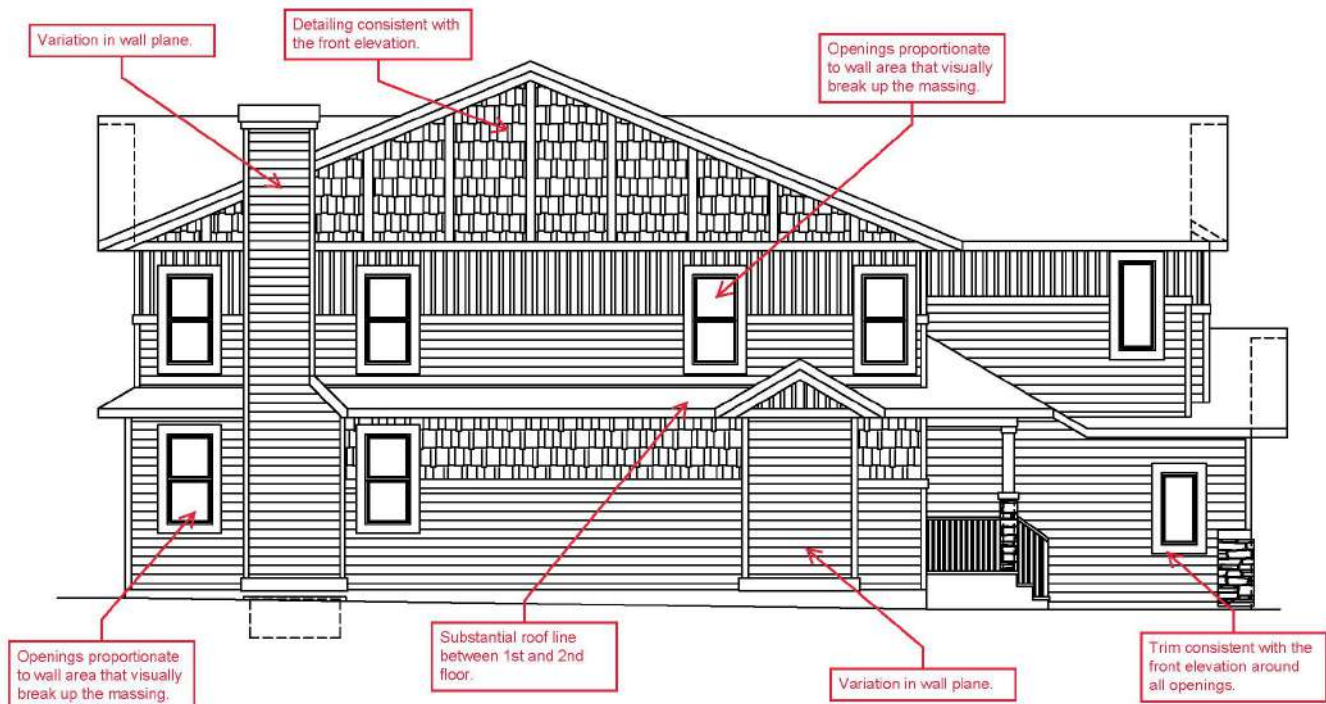 Variation in wall plane.
Detailing consistent with
the front elevation.
Openings proportionate
to wall area that visually
break up the massing.
Openings proportionate
to wall area that visually
break up the massing.
Substantial roof line
between 1st and 2nd
floor.
Variation in wall plane.
Trim consistent with the
front elevation around
all openings.